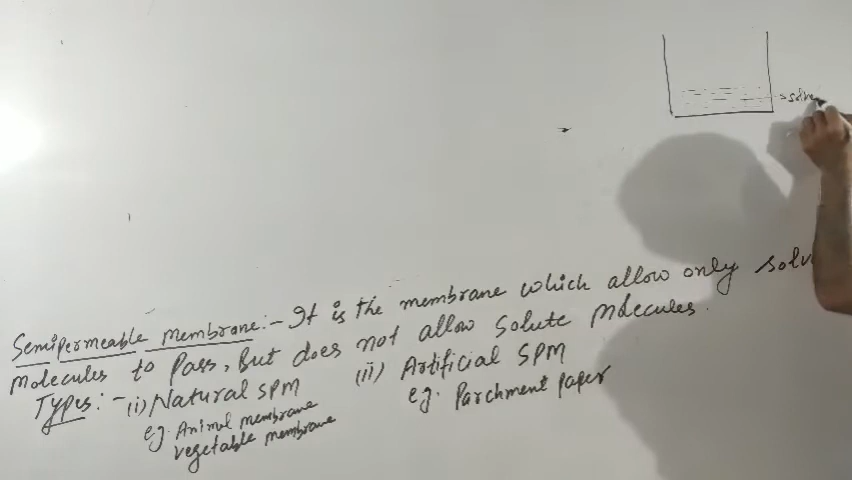 Semipermeable membrane:- It is the membrane which allow only
molecules to Pass, But does not allow solute molecules.
Types:- (i) Natural SPM (ii) Artificial SPM
eg. Animal membrane eg. Parchment paper
vegetable membrane